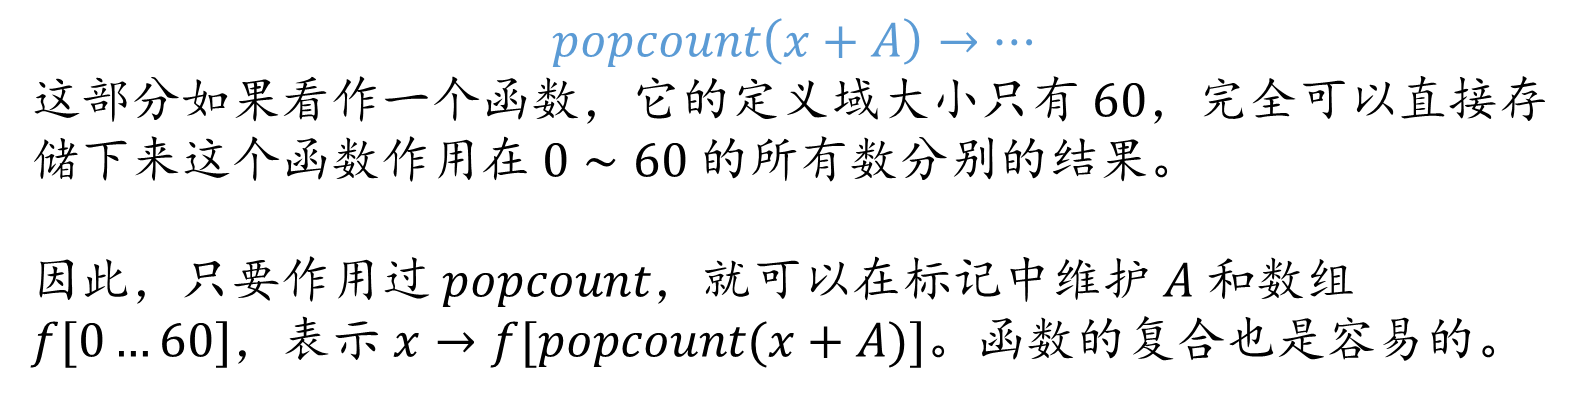 popcount(x + A) → ⋯
这部分如果看作一个函数，它的定义域大小只有 60，完全可以直接存
储下来这个函数作用在 0 ~ 60 的所有数分别的结果。
因此，只要作用过 popcount，就可以在标记中维护 A 和数组
f[0 … 60]，表示 x → f[popcount(x + A)]。函数的复合也是容易的。